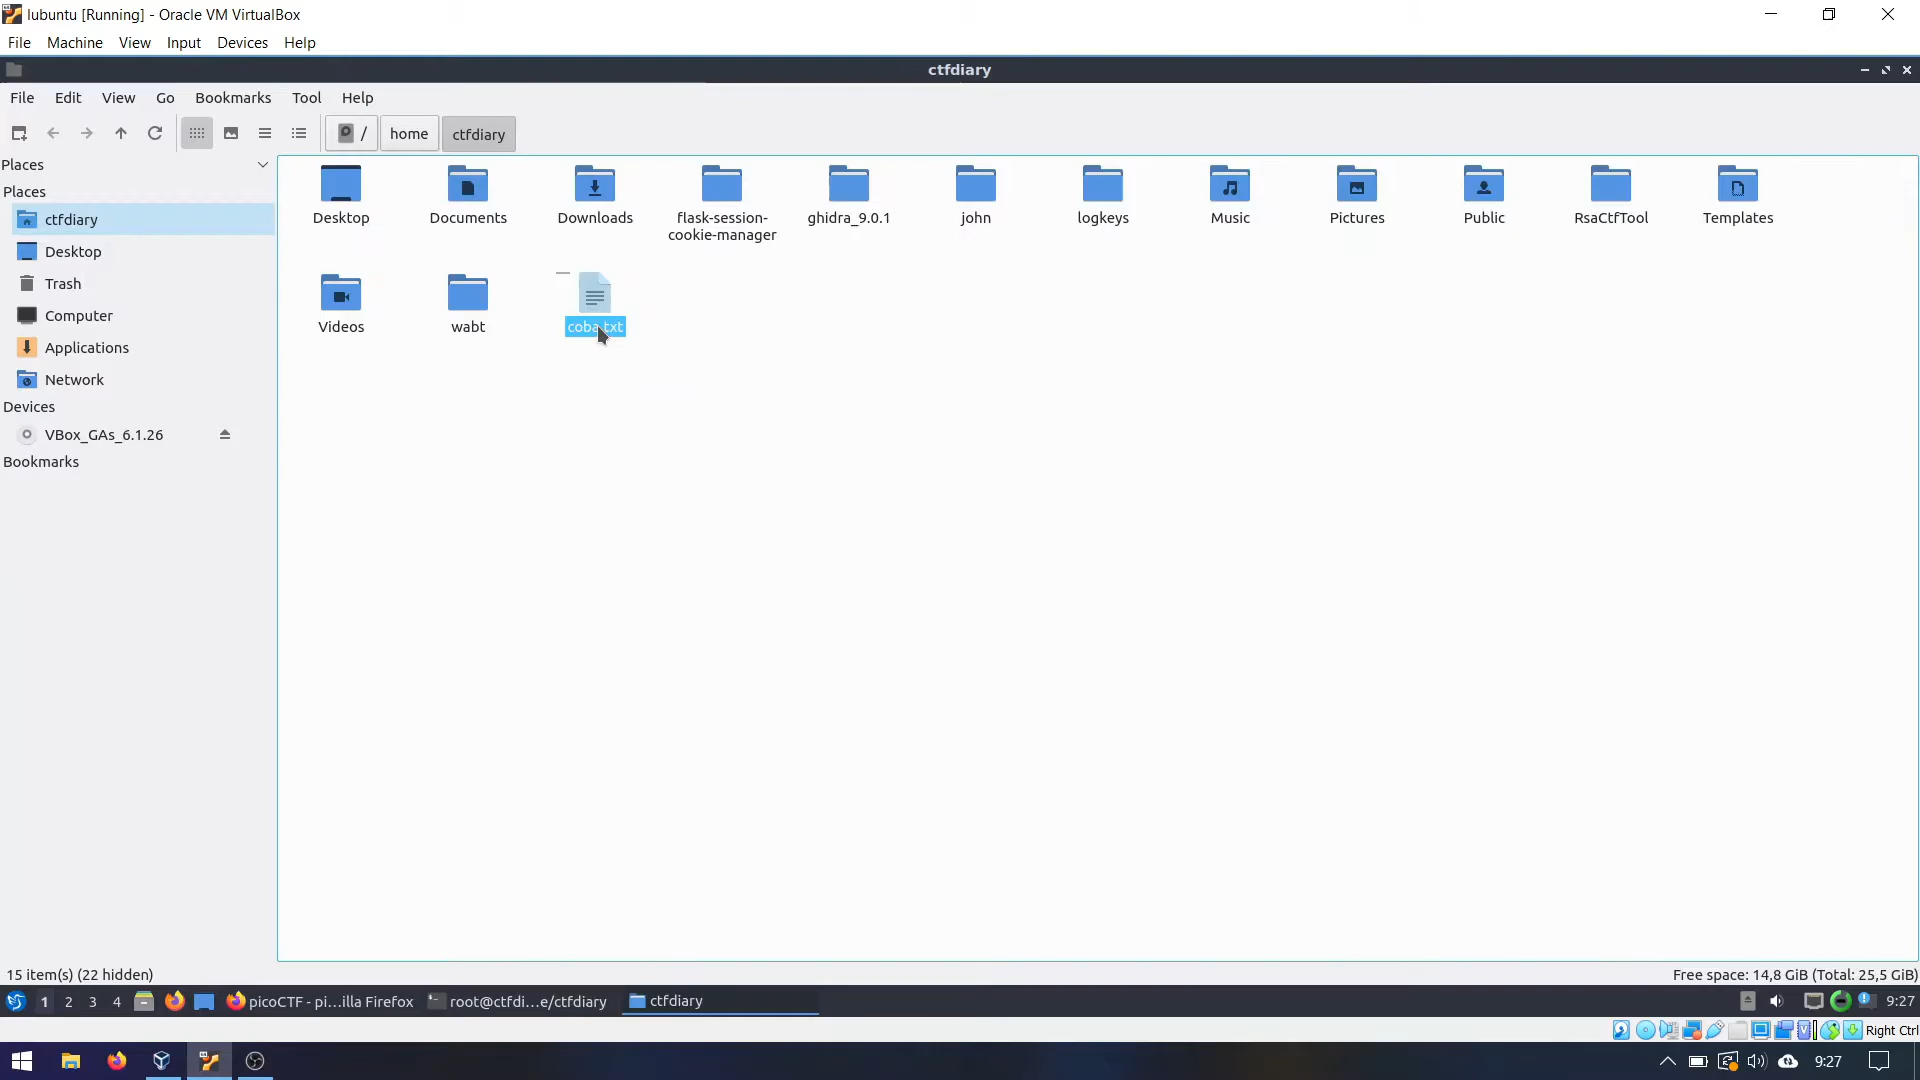 lubuntu [Running] - Oracle VM VirtualBox
File Machine View Input Devices Help
ctfdiary
File Edit View Go Bookmarks Tool Help
/ home ctfdiary
Places
Places
ctfdiary
Desktop
Trash
Computer
Applications
Network
Devices
VBox_GAs_6.1.26
Bookmarks
Desktop Documents Downloads flask-session- ghidra_9.0.1 john logkeys Music Pictures Public RsaCtfTool Templates
cookie-manager
Videos wabt coba.txt
15 item(s) (22 hidden) Free space: 14,8 GiB (Total: 25,5 GiB)
1 2 3 4 picoCTF - pi...illa Firefox root@ctfdi...e/ctfdiary ctfdiary 9:27
Right Ctrl
9:27